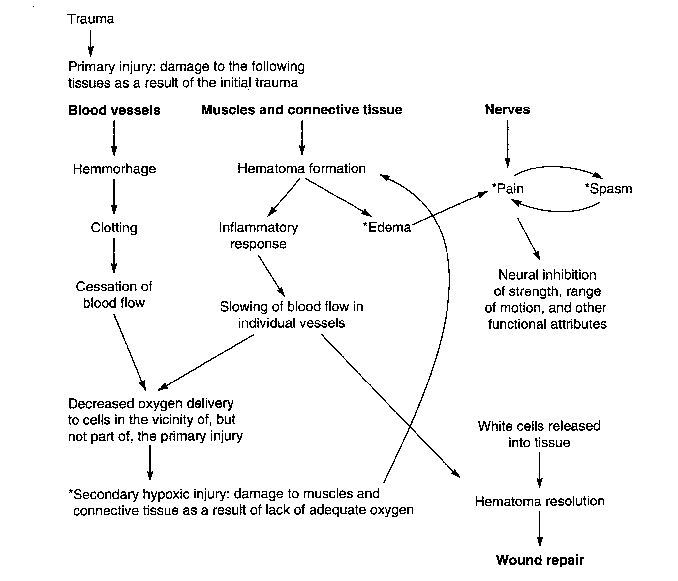 Trauma
Primary injury: damage to the following
tissues as a result of the initial trauma
Blood vessels
Muscles and connective tissue
Nerves
Hemmorhage
Hematoma formation
*Pain
*Spasm
Clotting
Inflammatory
response
*Edema
Cessation of
blood flow
Slowing of blood flow in
individual vessels
Neural inhibition
of strength, range
of motion, and other
functional attributes
Decreased oxygen delivery
to cells in the vicinity of, but
not part of, the primary injury
White cells released
into tissue
*Secondary hypoxic injury: damage to muscles and
connective tissue as a result of lack of adequate oxygen
Hematoma resolution
Wound repair